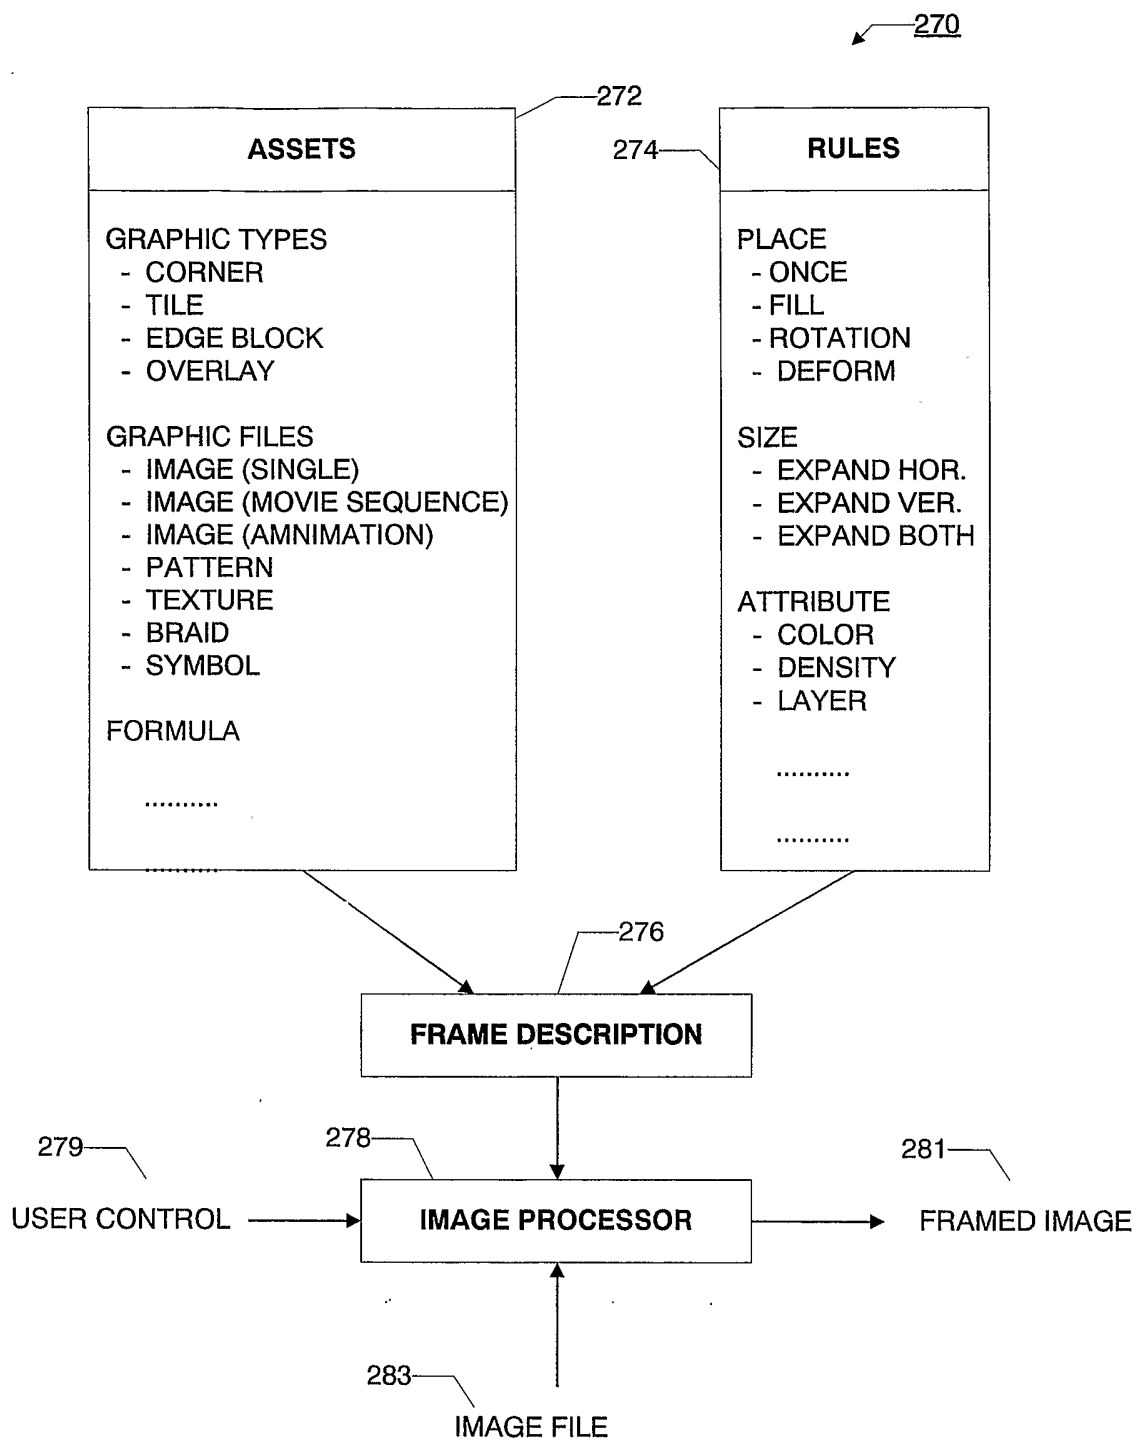 270
272
ASSETS
GRAPHIC TYPES
- CORNER
- TILE
- EDGE BLOCK
- OVERLAY
GRAPHIC FILES
- IMAGE (SINGLE)
- IMAGE (MOVIE SEQUENCE)
- IMAGE (AMNIMATION)
- PATTERN
- TEXTURE
- BRAID
- SYMBOL
FORMULA
..........
..........
274
RULES
PLACE
- ONCE
- FILL
- ROTATION
- DEFORM
SIZE
- EXPAND HOR.
- EXPAND VER.
- EXPAND BOTH
ATTRIBUTE
- COLOR
- DENSITY
- LAYER
..........
..........
276
FRAME DESCRIPTION
279
USER CONTROL
278
IMAGE PROCESSOR
281
FRAMED IMAGE
283
IMAGE FILE